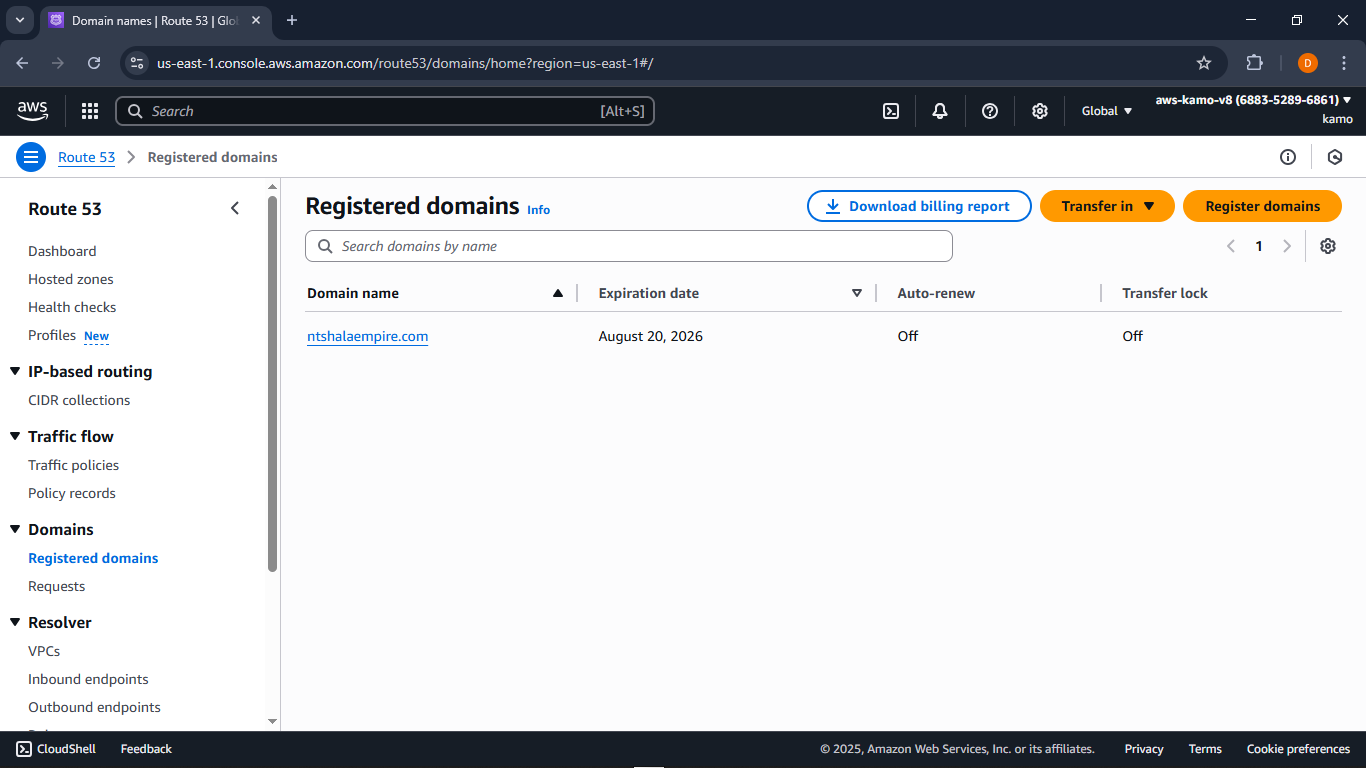 Domain names | Route 53 | Glo
us-east-1.console.aws.amazon.com/route53/domains/home?region=us-east-1#/
D
aws
Search
[Alt+S]
Global
aws-kamo-v8 (6883-5289-6861)
kamo
Route 53
Registered domains
Route 53
Dashboard
Hosted zones
Health checks
Profiles New
IP-based routing
CIDR collections
Traffic flow
Traffic policies
Policy records
Domains
Registered domains
Requests
Resolver
VPCs
Inbound endpoints
Outbound endpoints
Registered domains Info
Download billing report
Transfer in
Register domains
Search domains by name
1
Domain name Expiration date Auto-renew Transfer lock
ntshalaempire.com August 20, 2026 Off Off
CloudShell Feedback © 2025, Amazon Web Services, Inc. or its affiliates. Privacy Terms Cookie preferences